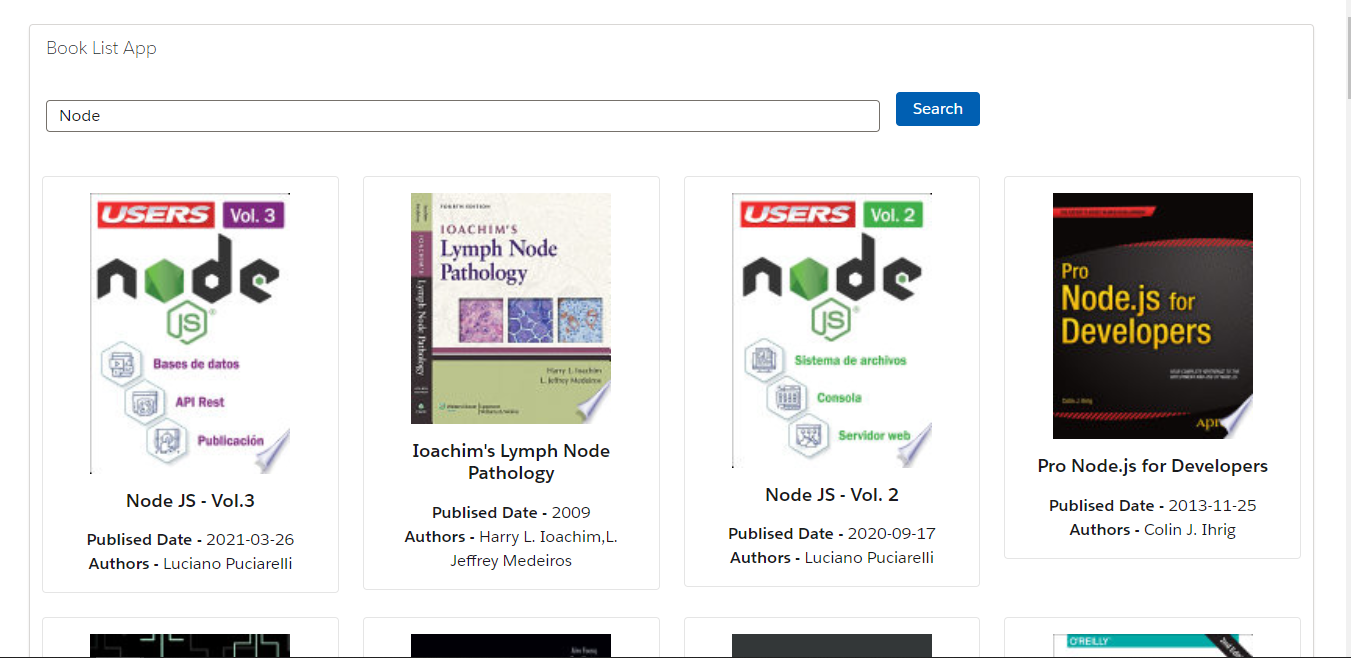 Book List App
Node
Search
USERS Vol. 3
node
JS
Bases de datos
API Rest
Publicación
Node JS - Vol.3
Publised Date - 2021-03-26
Authors - Luciano Puciarelli
FOURTH EDITION
IOACHIM'S
Lymph Node
Pathology
IOACHIM'S
Lymph Node Pathology
Harry L. Ioachim
L. Jeffrey Medeiros
Ioachim's Lymph Node
Pathology
Publised Date - 2009
Authors - Harry L. Ioachim,L.
Jeffrey Medeiros
USERS Vol. 2
node
JS
Sistema de archivos
Consola
Servidor web
Node JS - Vol. 2
Publised Date - 2020-09-17
Authors - Luciano Puciarelli
Pro
Node.js for
Developers
Colin J. Ihrig
Pro Node.js for Developers
Publised Date - 2013-11-25
Authors - Colin J. Ihrig
O'REILLY